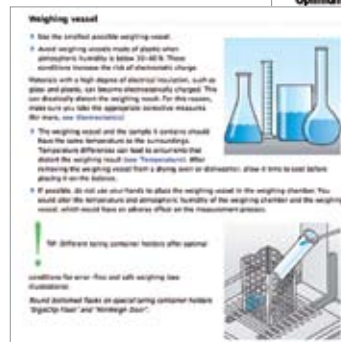 Optimum
Weighing vessel
Use the smallest possible weighing vessel.
Avoid weighing vessels made of plastic when
atmospheric humidity is below 30–40 %. These
conditions increase the risk of electrostatic charge.
Materials with a high degree of electrical insulation, such as
glass and plastic, can become electrostatically charged. This
can drastically distort the weighing result. For this reason,
make sure you take the appropriate corrective measures
(for more, see Electrostatics)
The weighing vessel and the sample it contains should
have the same temperature as the surroundings.
Temperature differences can lead to air currents that
distort the weighing result (see Temperature). After
removing the weighing vessel from a drying oven or dishwasher, allow it time to cool before
placing it on the balance.
If possible, do not use your hands to place the weighing vessel in the weighing chamber. You
could alter the temperature and atmospheric humidity of the weighing chamber and the weighing
vessel, which would have an adverse effect on the measurement process.
TIP: Different taring container holders offer optimal
conditions for error-free and safe weighing (see
illustrations).
Round bottomed flasks on special taring container holders